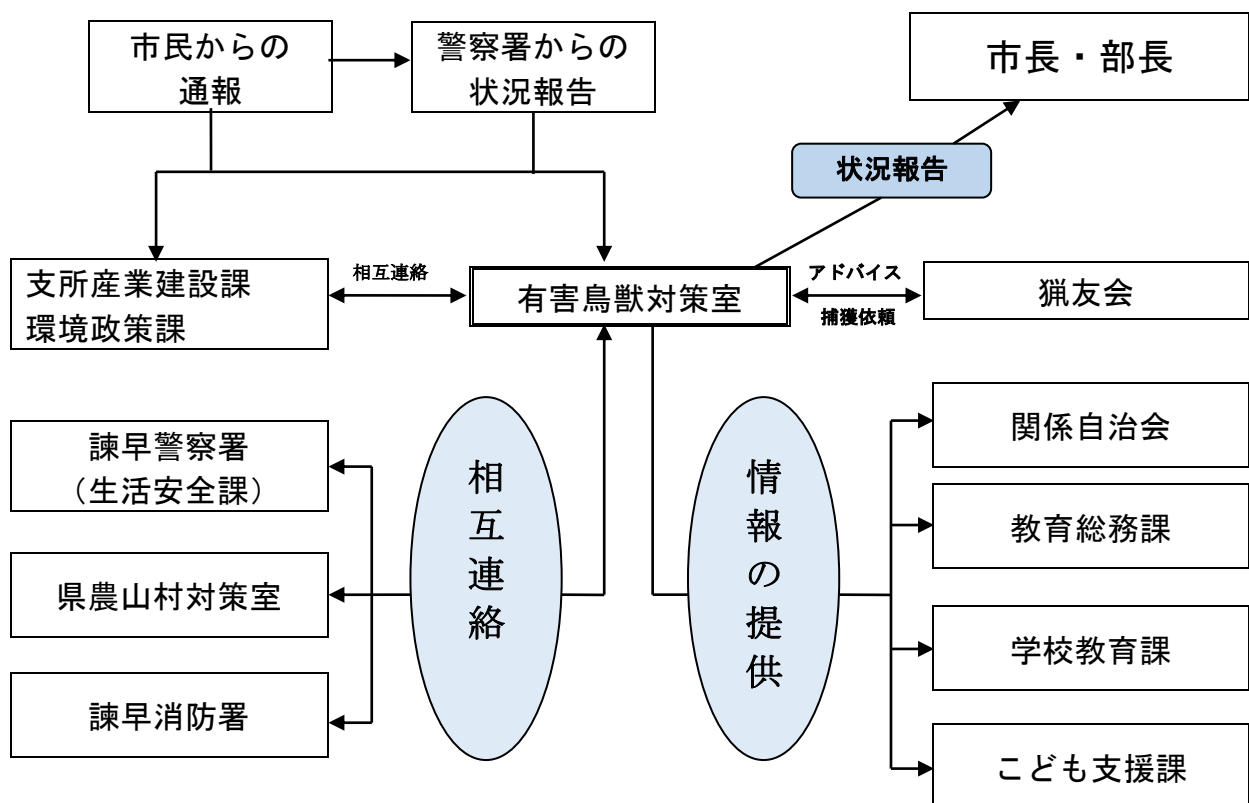 市民からの
通報
警察署からの
状況報告
市長・部長
状況報告
支所産業建設課
環境政策課
相互連絡
有害鳥獣対策室
アドバイス
捕獲依頼
猟友会
諫早警察署
（生活安全課）
県農山村対策室
諫早消防署
相互連絡
情報の提供
関係自治会
教育総務課
学校教育課
こども支援課